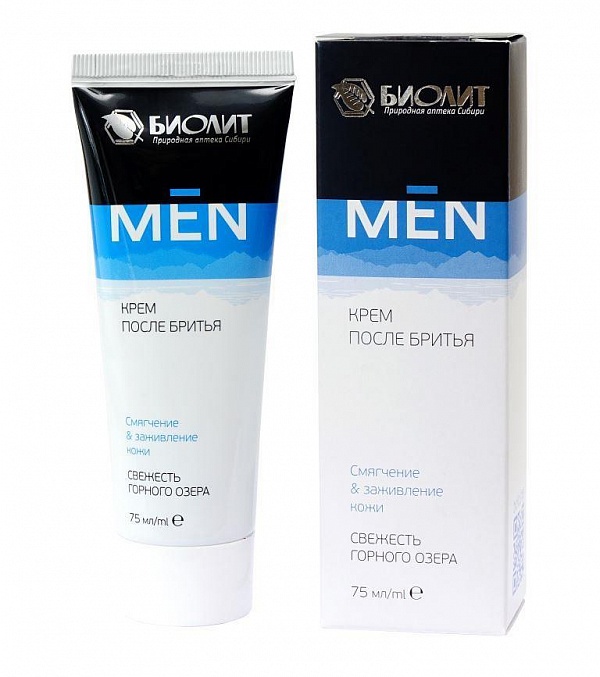 БИОЛИТ
Природная аптека Сибири
MĒN
КРЕМ
ПОСЛЕ БРИТЬЯ
Смягчение
& заживление
кожи
СВЕЖЕСТЬ
ГОРНОГО ОЗЕРА
75 мл/ml ℮
БИОЛИТ
Природная аптека Сибири
MĒN
КРЕМ
ПОСЛЕ БРИТЬЯ
Смягчение
& заживление
кожи
СВЕЖЕСТЬ
ГОРНОГО ОЗЕРА
75 мл/ml ℮